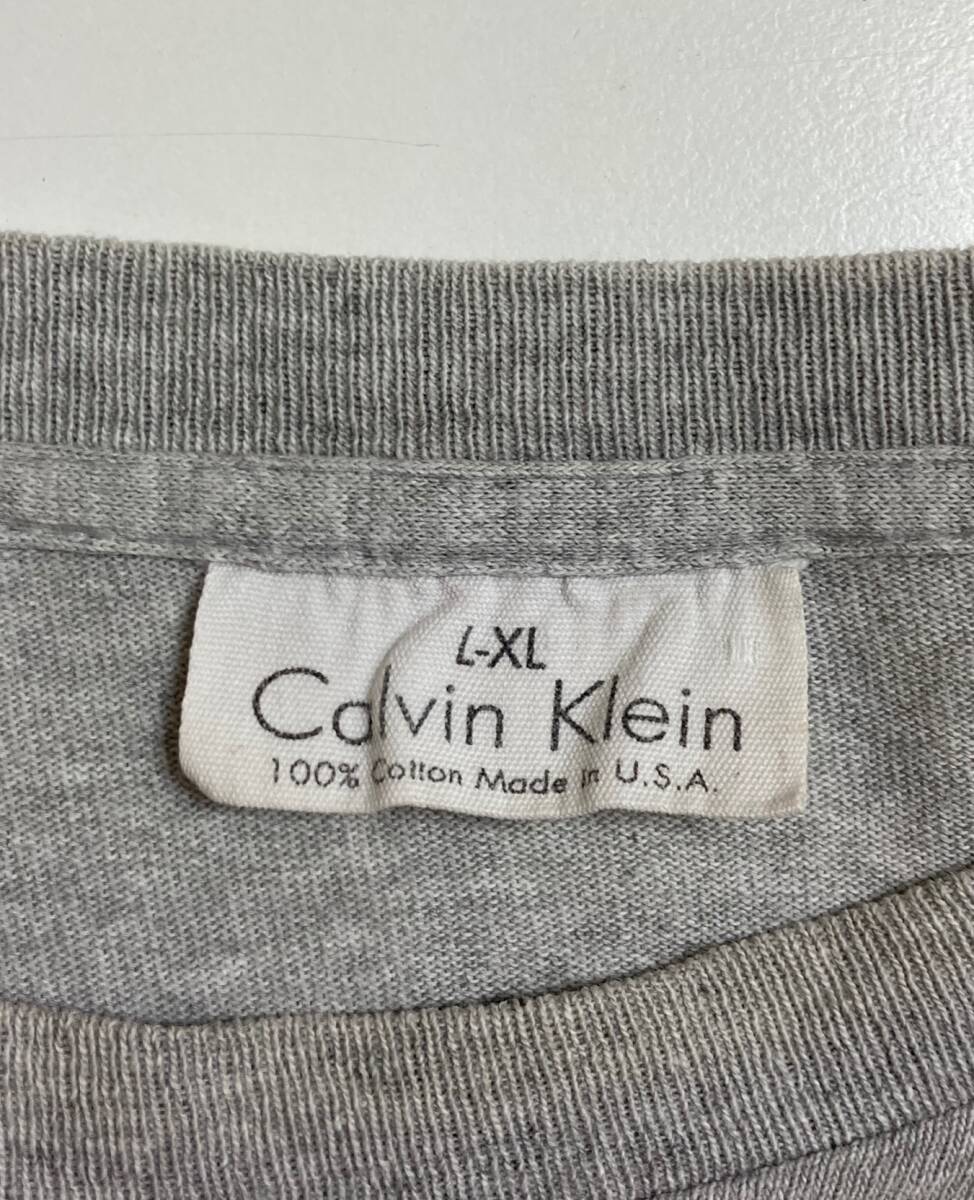 L-XL
Calvin Klein
100% Cotton Made in U.S.A.